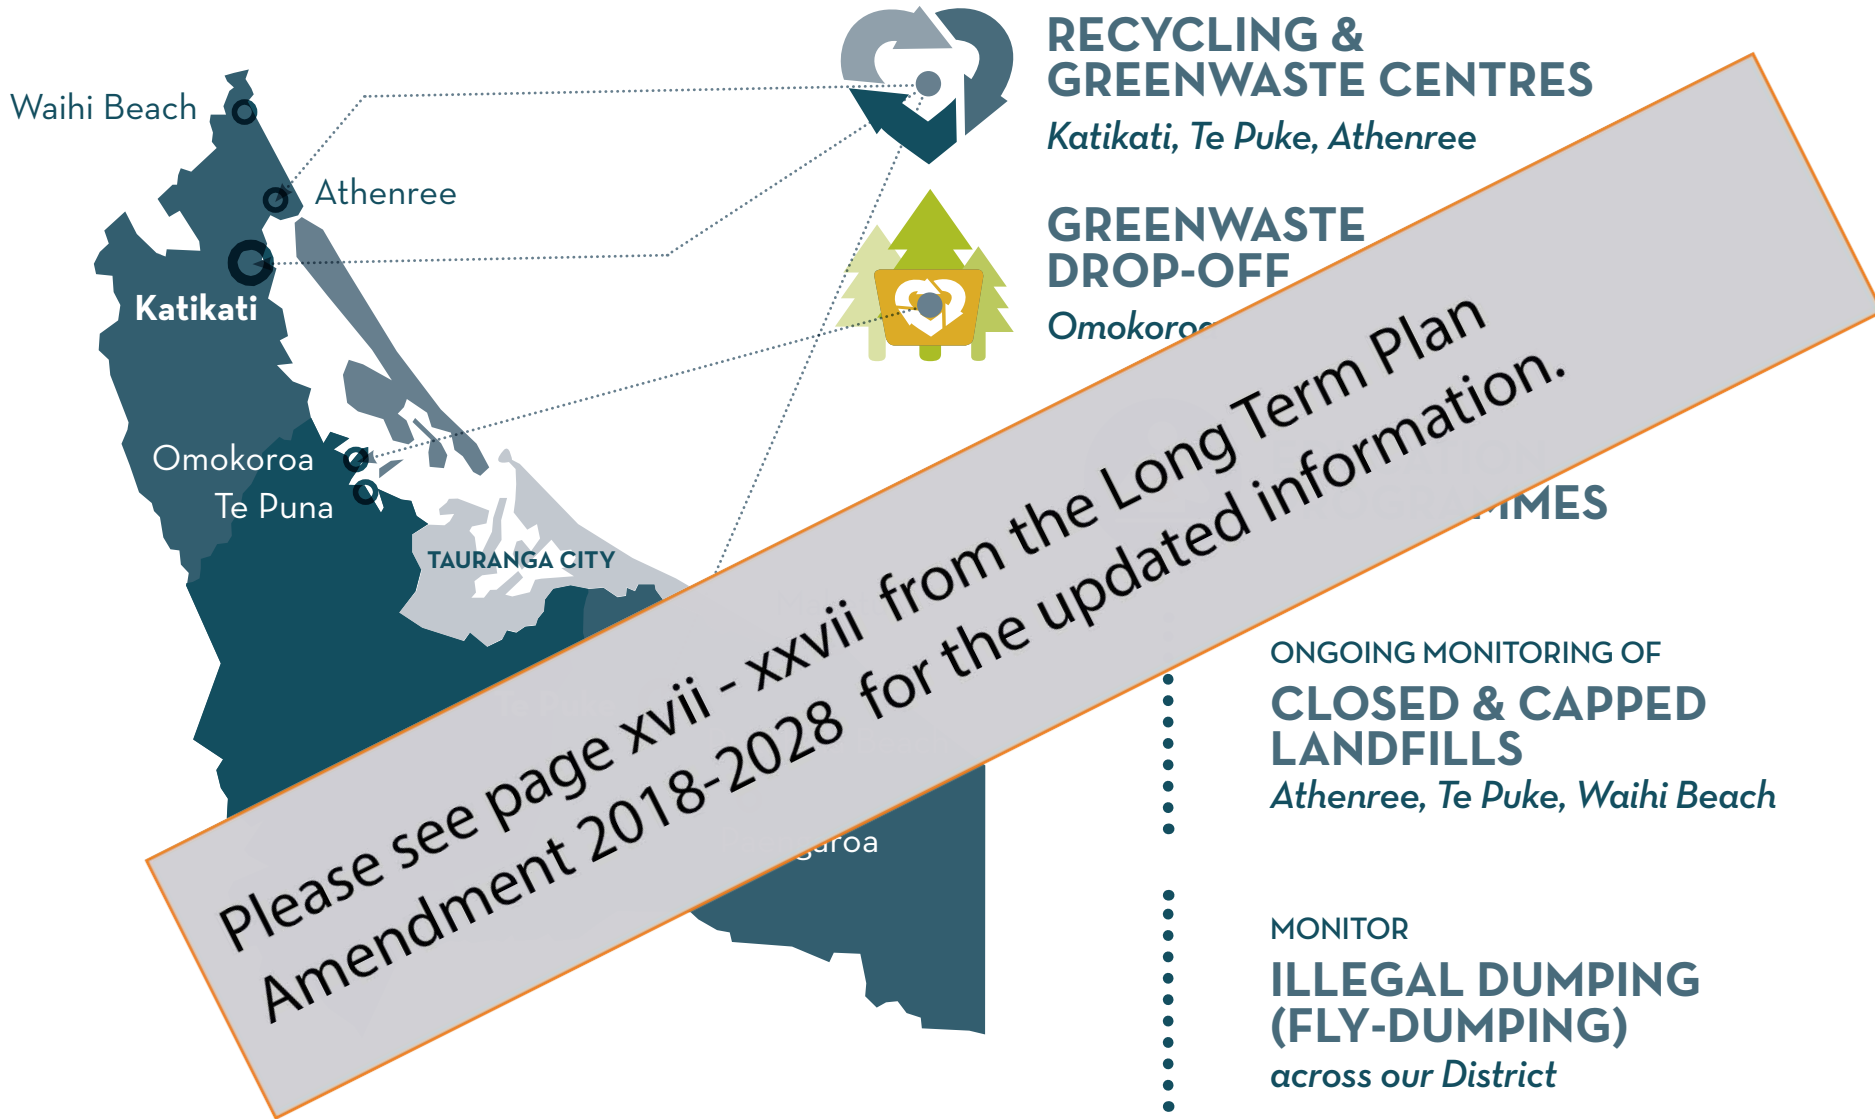 RECYCLING &
GREENWASTE CENTRES
Katikati, Te Puke, Athenree
Waihi Beach
Athenree
GREENWASTE
DROP-OFF
Omokoroa
Katikati
Omokoroa
Te Puna
TAURANGA CITY
Please see page xvii - xxvii from the Long Term Plan
Amendment 2018-2028 for the updated information.
ONGOING MONITORING OF
CLOSED & CAPPED
LANDFILLS
Athenree, Te Puke, Waihi Beach
MONITOR
ILLEGAL DUMPING
(FLY-DUMPING)
across our District